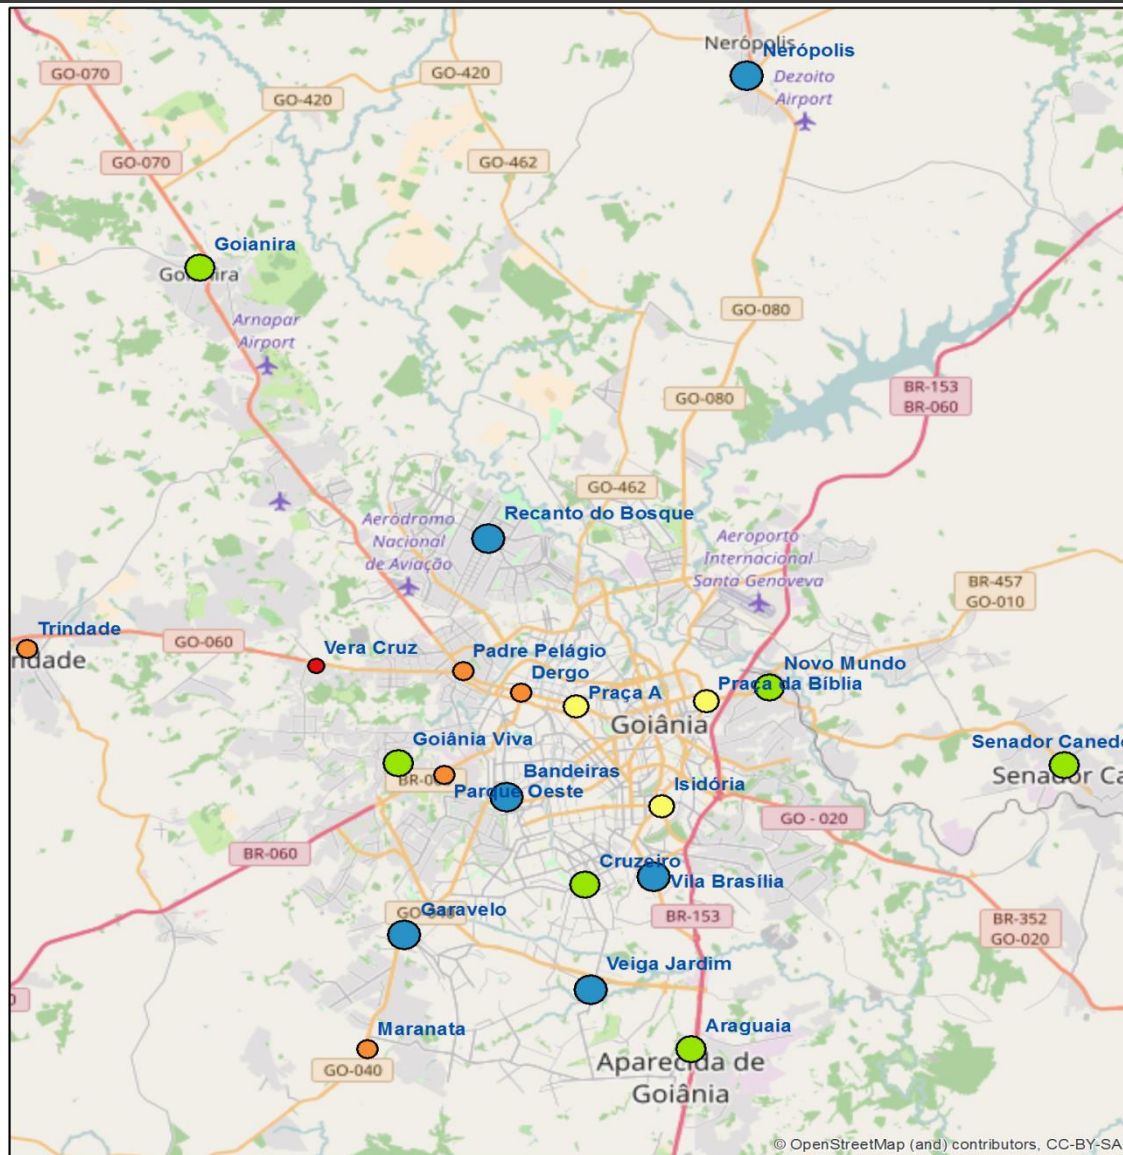 Nerópolis
Nerópolis
GO-070
GO-420
Dezoito
Airport
GO-420
GO-070
GO-462
Goianira
GO-080
Arnapar
Airport
BR-153
BR-060
GO-080
GO-462
Recanto do Bosque
Aeródromo
Nacional
de Aviação
Aeroporto
Internacional
Santa Genoveva
BR-457
GO-010
Trindade
GO-060
Vera Cruz
Padre Pelágio
Novo Mundo
ndade
Dergo
Praça A
Praça da Bíblia
Goiânia
Goiânia Viva
Senador Canedo
Bandeiras
Senador Ca
Parque Oeste
Isidória
GO - 020
BR-060
Cruzeiro
Vila Brasília
Garavelo
BR-153
BR-352
GO-020
Veiga Jardim
Maranata
Araguaia
GO-040
Aparecida de
Goiânia
© OpenStreetMap (and) contributors, CC-BY-SA